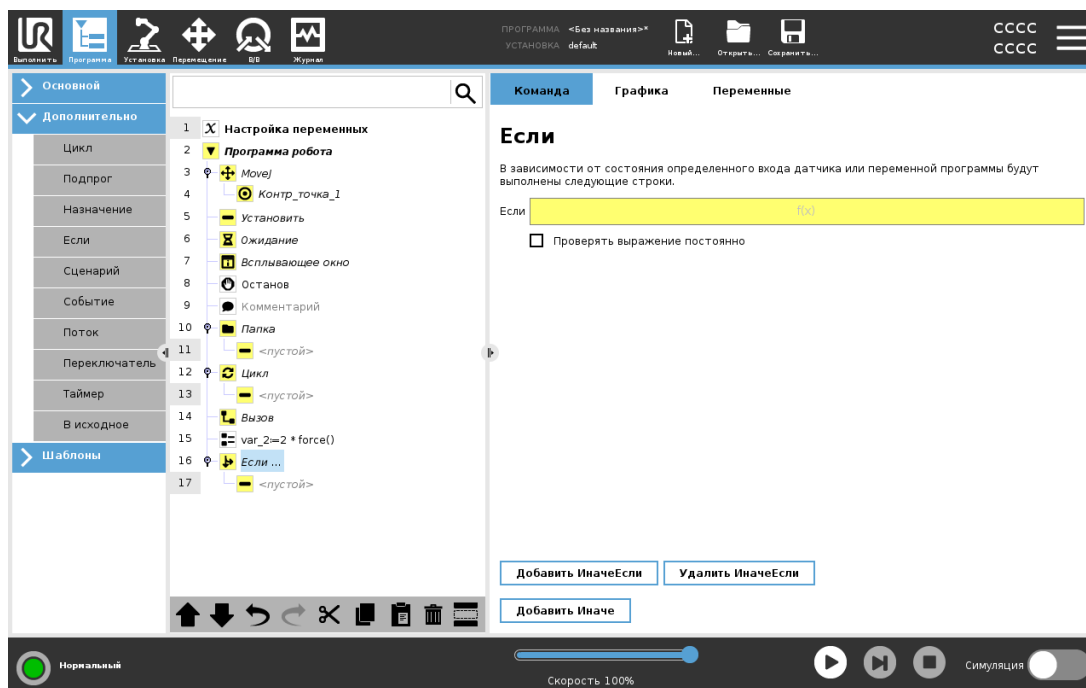 ПРОГРАММА <Без названия>*
УСТАНОВКА default
CCCC
CCCC
Выполнить Программа Установка Перемещение В/В Журнал
Новый... Открыть... Сохранить...
Основной
Дополнительно
Цикл
Подпрог
Назначение
Если
Сценарий
Событие
Поток
Переключатель
Таймер
В исходное
Шаблоны
1 Настройка переменных
2 Программа робота
3 MoveJ
4 Контр_точка_1
5 Установить
6 Ожидание
7 Всплывающее окно
8 Останов
9 Комментарий
10 Папка
11 <пустой>
12 Цикл
13 <пустой>
14 Вызов
15 var_2≔2 * force()
16 Если ...
17 <пустой>
Команда Графика Переменные
Если
В зависимости от состояния определенного входа датчика или переменной программы будут
выполнены следующие строки.
Если f(x)
Проверять выражение постоянно
Добавить ИначеЕсли Удалить ИначеЕсли
Добавить Иначе
Нормальный
Скорость 100%
Симуляция